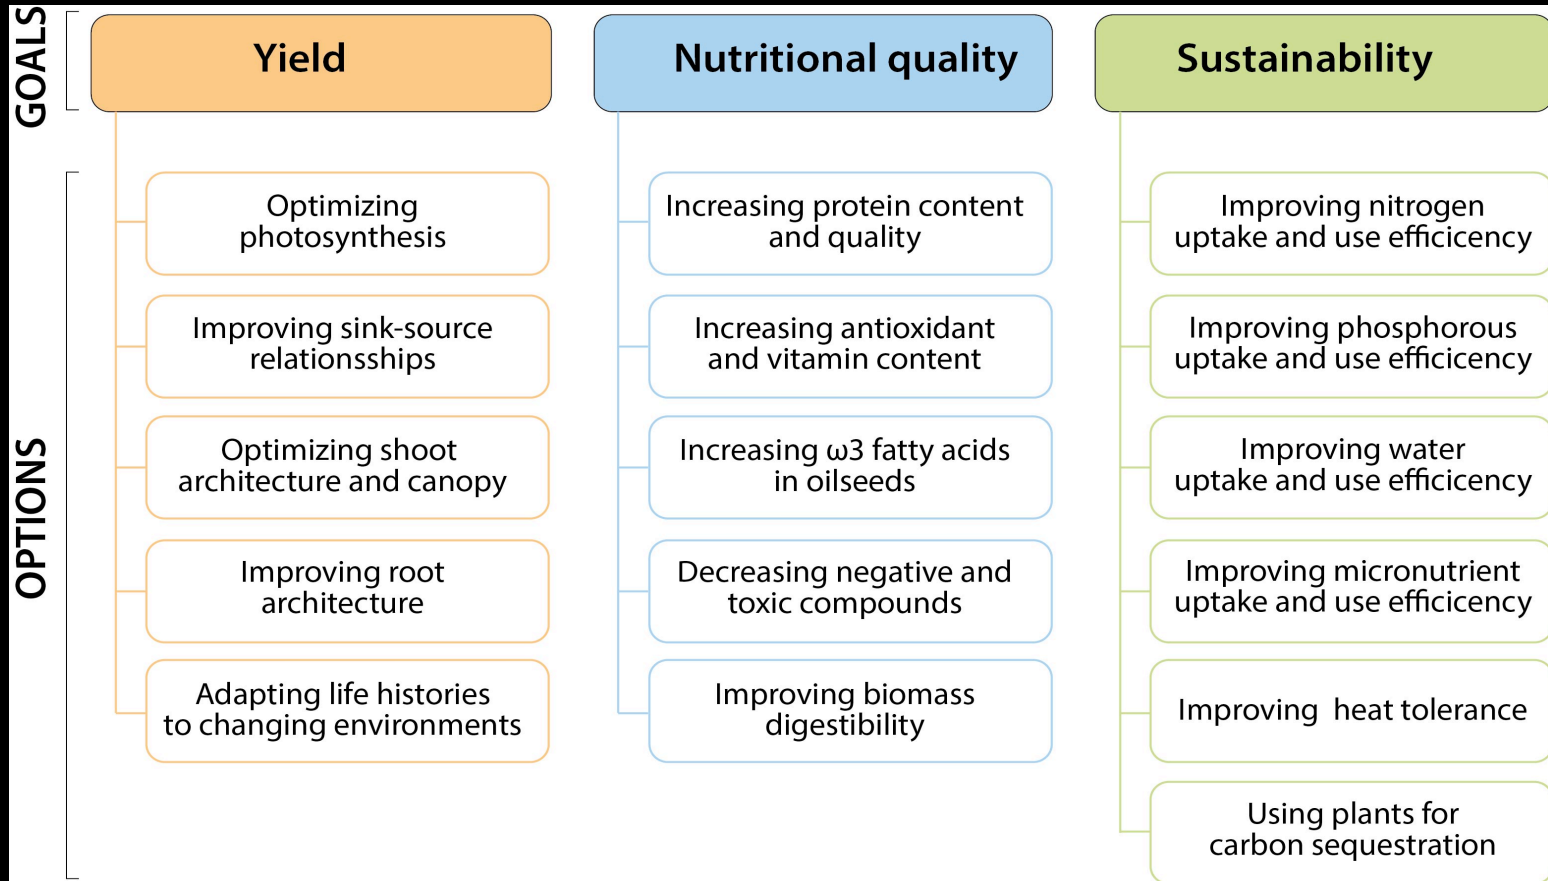 GOALS
Yield
Nutritional quality
Sustainability
OPTIONS
Optimizing
photosynthesis
Improving sink-source
relationsships
Optimizing shoot
architecture and canopy
Improving root
architecture
Adapting life histories
to changing environments
Increasing protein content
and quality
Increasing antioxidant
and vitamin content
Increasing ω3 fatty acids
in oilseeds
Decreasing negative and
toxic compounds
Improving biomass
digestibility
Improving nitrogen
uptake and use efficicency
Improving phosphorous
uptake and use efficicency
Improving water
uptake and use efficicency
Improving micronutrient
uptake and use efficicency
Improving  heat tolerance
Using plants for
carbon sequestration